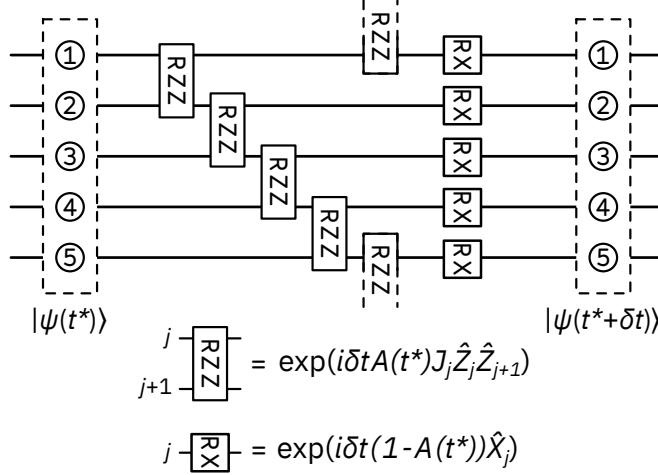 ① RZZ RZZ RX ①
② RZZ RX ②
③ RZZ RX ③
④ RZZ RX ④
⑤ RZZ RX ⑤
|ψ(t*)⟩ |ψ(t*+δt)⟩
j
j+1
RZZ
= exp(iδtA(t*)J_jẐ_jẐ_{j+1})
j RX = exp(iδt(1-A(t*))X̂_j)